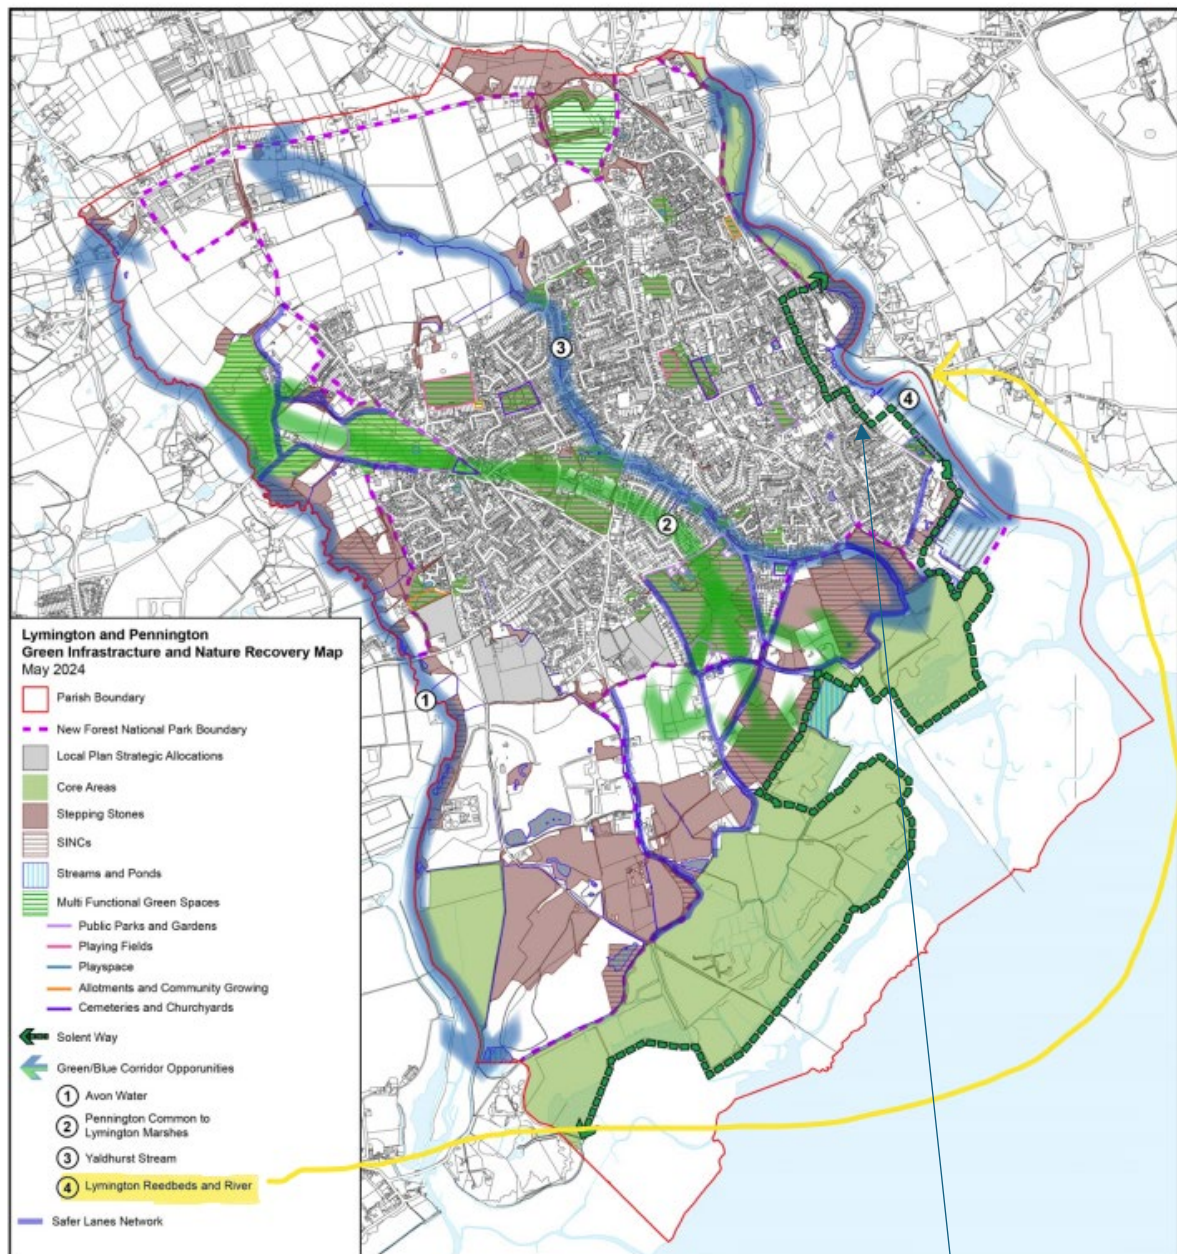 Lymington and Pennington
Green Infrastracture and Nature Recovery Map
May 2024
Parish Boundary
New Forest National Park Boundary
Local Plan Strategic Allocations
Core Areas
Stepping Stones
SINCs
Streams and Ponds
Multi Functional Green Spaces
Public Parks and Gardens
Playing Fields
Playspace
Allotments and Community Growing
Cemeteries and Churchyards
Solent Way
Green/Blue Corridor Opporunities
1 Avon Water
2 Pennington Common to
Lymington Marshes
3 Yaldhurst Stream
4 Lymington Reedbeds and River
Safer Lanes Network
3
4
2
1